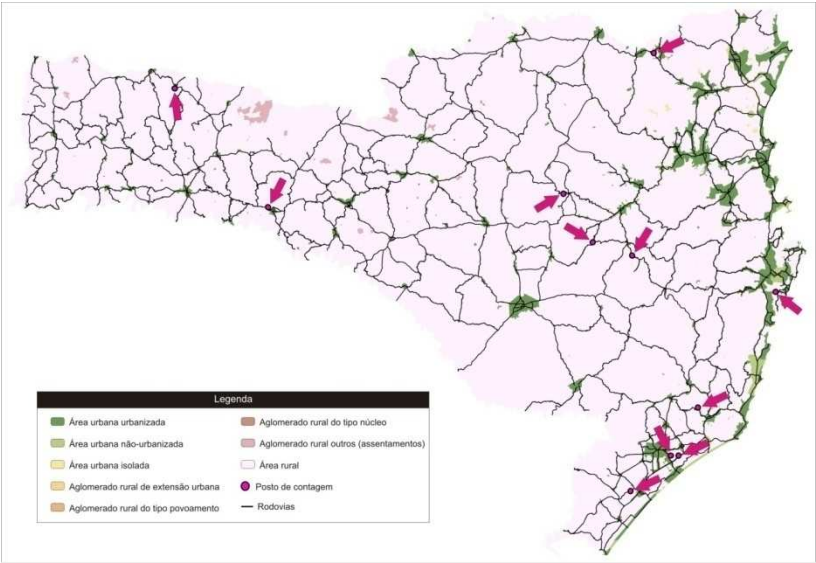 Legenda
Área urbana urbanizada
Área urbana não-urbanizada
Área urbana isolada
Aglomerado rural de extensão urbana
Aglomerado rural do tipo povoamento
Aglomerado rural do tipo núcleo
Aglomerado rural outros (assentamentos)
Área rural
Posto de contagem
Rodovias